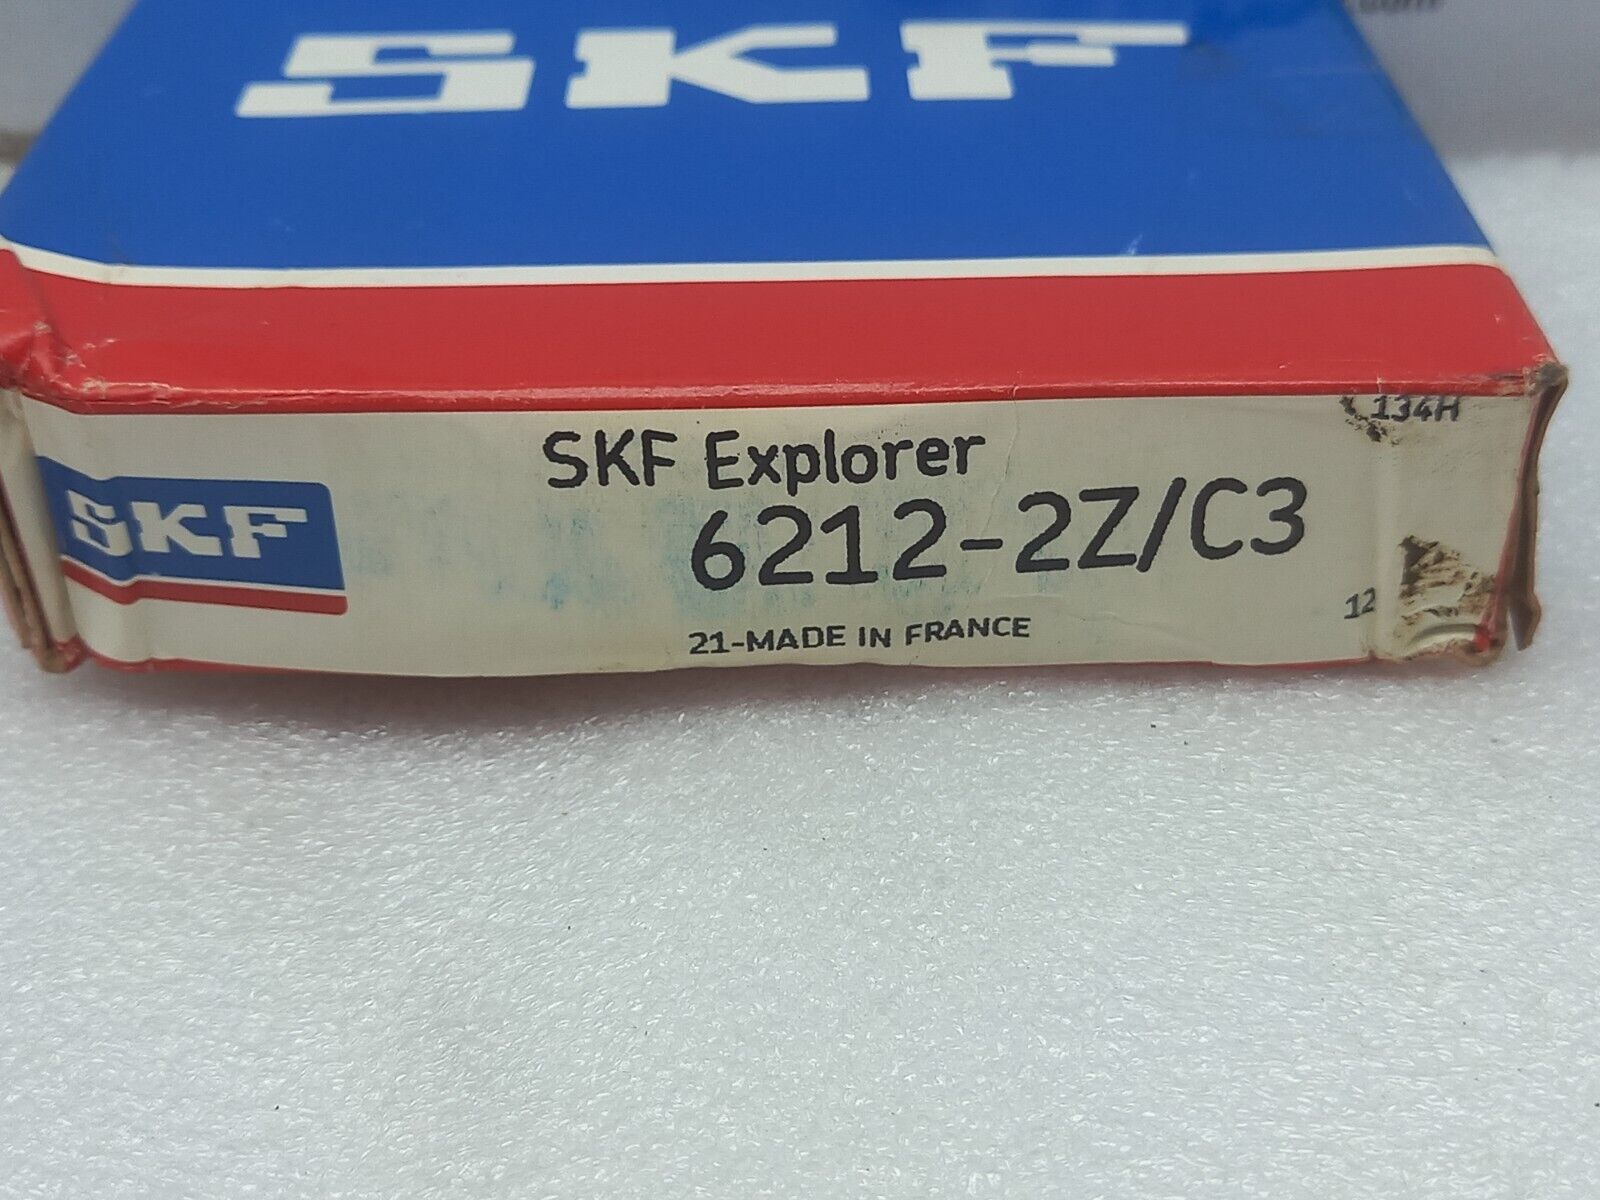 SKF
134H
SKF Explorer
SKF
6212-2Z/C3
12
21-MADE IN FRANCE